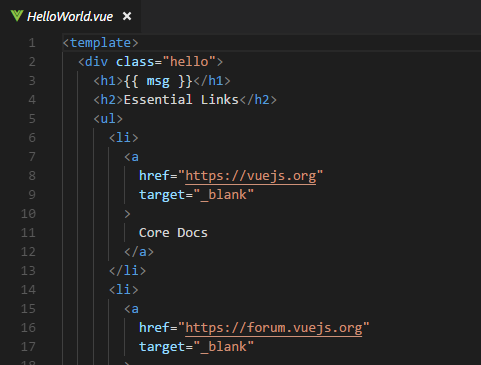 HelloWorld.vue ×
1 <template>
2 <div class="hello">
3 <h1>{{ msg }}</h1>
4 <h2>Essential Links</h2>
5 <ul>
6 <li>
7 <a
8 href="https://vuejs.org"
9 target="_blank"
10 >
11 Core Docs
12 </a>
13 </li>
14 <li>
15 <a
16 href="https://forum.vuejs.org"
17 target="_blank"
18 >